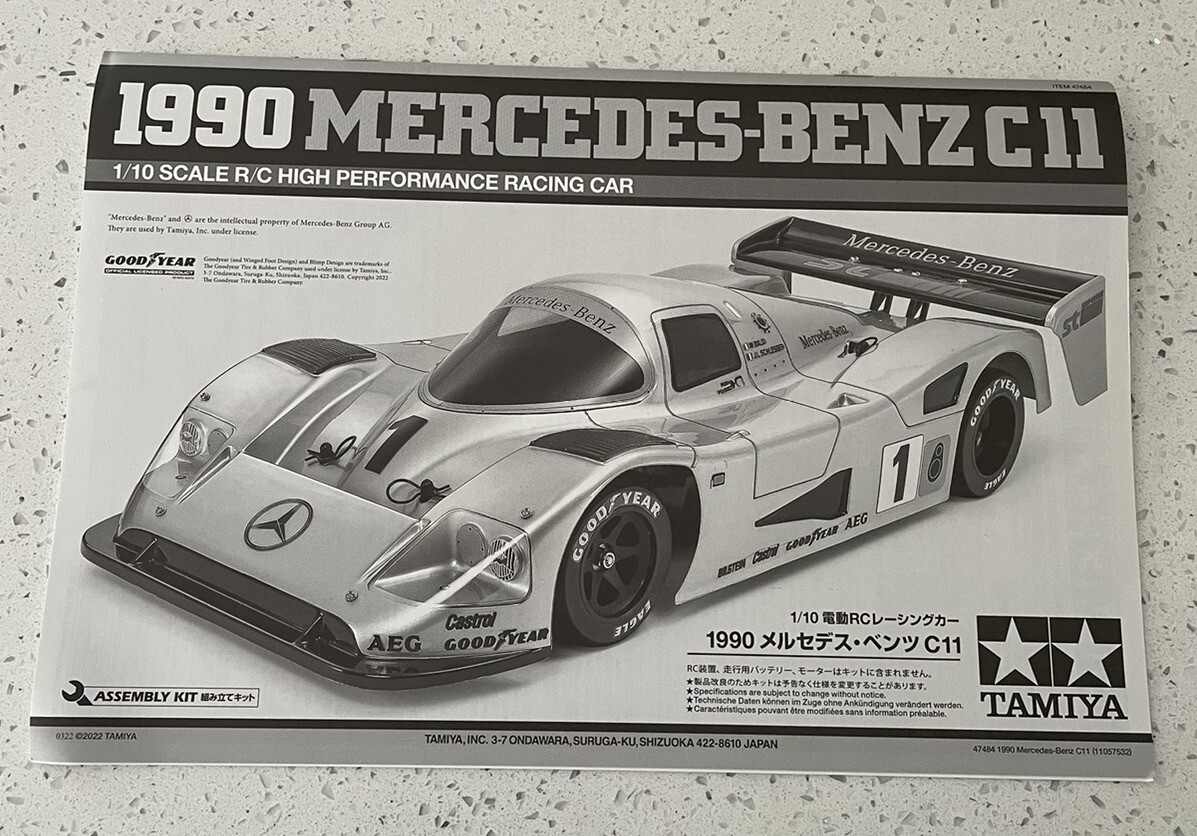 ITEM 47484
1990 MERCEDES-BENZ C11
1/10 SCALE R/C HIGH PERFORMANCE RACING CAR
"Mercedes-Benz" and are the intellectual property of Mercedes-Benz Group AG.
They are used by Tamiya, Inc. under license.
GOODYEAR
OFFICIAL LICENSED PRODUCT
Goodyear (and Winged Foot Design) and Blimp Design are trademarks of
The Goodyear Tire & Rubber Company used under license by Tamiya, Inc.,
3-7 Ondawara, Suruga-Ku, Shizuoka, Japan 422-8610. Copyright 2022
The Goodyear Tire & Rubber Company.
Mercedes-Benz
st
Mercedes-Benz
M.BALDI
J.L.SCHLESSER
Mercedes-Benz
1
GOODYEAR
EAGLE
1
8
GOODYEAR
EAGLE
BILSTEIN Castrol GOODYEAR AEG
Castrol
AEG GOODYEAR
1/10 電動RCレーシングカー
1990 メルセデス・ベンツ C11
RC装置、走行用バッテリー、モーターはキットに含まれません。
★製品改良のためキットは予告なく仕様を変更することがあります。
★Specifications are subject to change without notice.
★Technische Daten können im Zuge ohne Ankündigung verändert werden.
★Caractéristiques pouvant être modifiées sans information préalable.
TAMIYA
ASSEMBLY KIT 組み立てキット
0322 ©2022 TAMIYA
TAMIYA, INC. 3-7 ONDAWARA, SURUGA-KU, SHIZUOKA 422-8610 JAPAN
47484 1990 Mercedes-Benz C11 (11057532)